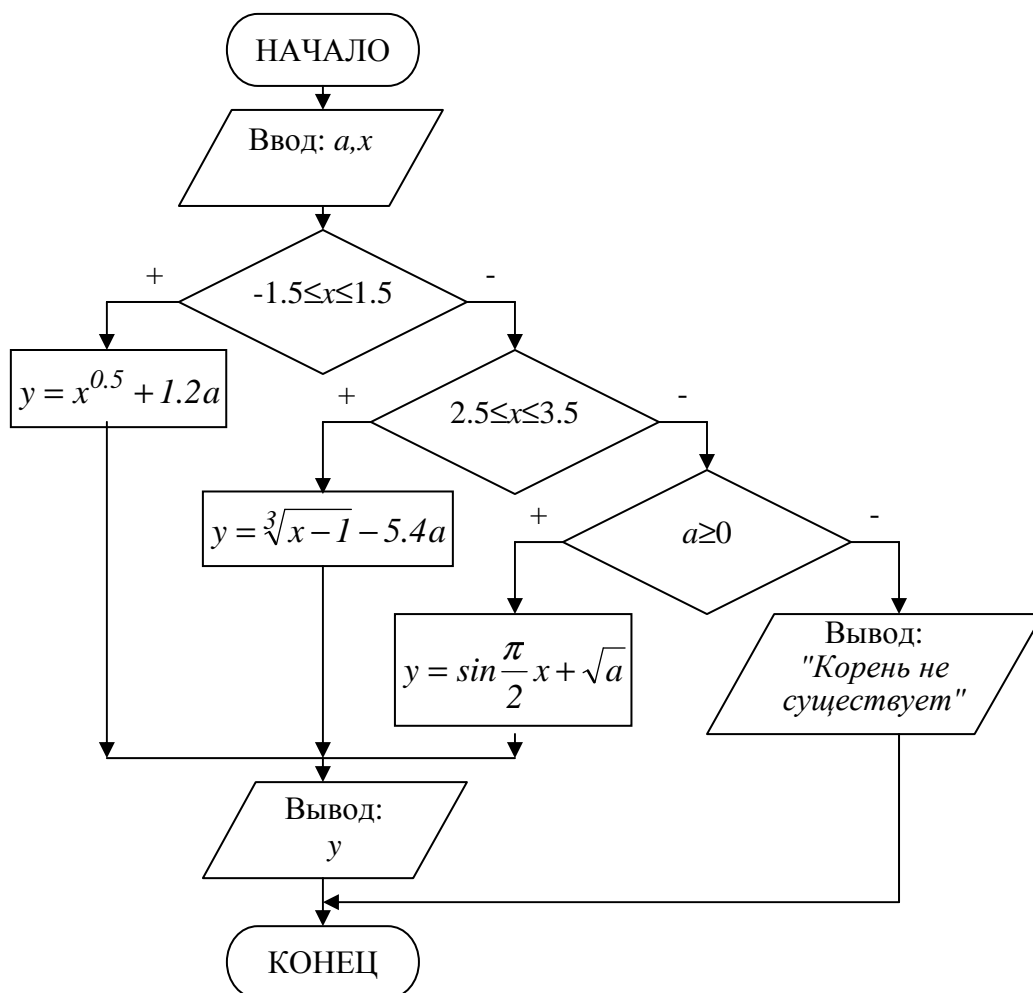 НАЧАЛО
Ввод: a,x
+
-
-1.5≤x≤1.5
y = x^0.5 + 1.2a
+
-
2.5≤x≤3.5
y = ∛(x−1) − 5.4a
+
-
a≥0
y = sin π/2 x + √a
Вывод:
"Корень не
существует"
Вывод:
y
КОНЕЦ